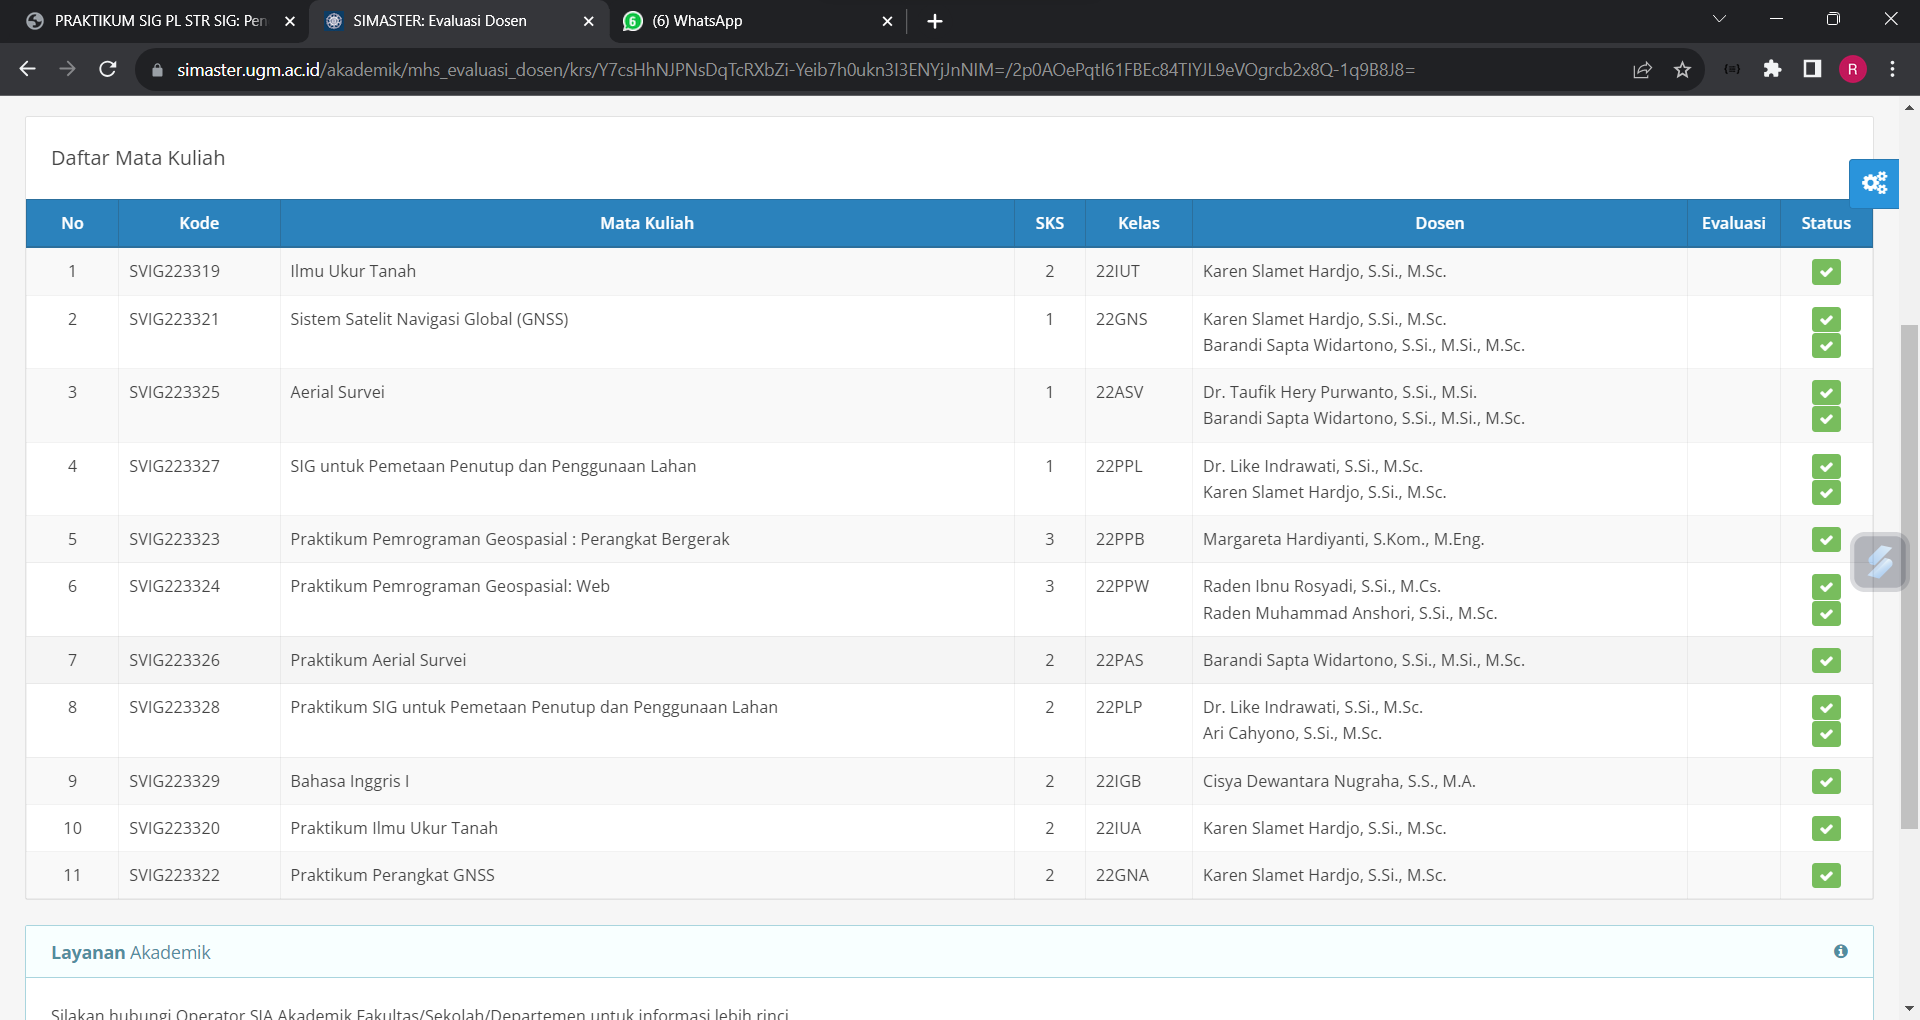 PRAKTIKUM SIG PL STR SIG: Pen
SIMASTER: Evaluasi Dosen
(6) WhatsApp
simaster.ugm.ac.id/akademik/mhs_evaluasi_dosen/krs/Y7csHhNJPNsDqTcRXbZi-Yeib7h0ukn3I3ENYjJnNIM=/2p0AOePqtI61FBEc84TIYJL9eVOgrcb2x8Q-1q9B8J8=
R
Daftar Mata Kuliah
No Kode Mata Kuliah SKS Kelas Dosen Evaluasi Status
1 SVIG223319 Ilmu Ukur Tanah 2 22IUT Karen Slamet Hardjo, S.Si., M.Sc.
2 SVIG223321 Sistem Satelit Navigasi Global (GNSS) 1 22GNS Karen Slamet Hardjo, S.Si., M.Sc.
Barandi Sapta Widartono, S.Si., M.Si., M.Sc.
3 SVIG223325 Aerial Survei 1 22ASV Dr. Taufik Hery Purwanto, S.Si., M.Si.
Barandi Sapta Widartono, S.Si., M.Si., M.Sc.
4 SVIG223327 SIG untuk Pemetaan Penutup dan Penggunaan Lahan 1 22PPL Dr. Like Indrawati, S.Si., M.Sc.
Karen Slamet Hardjo, S.Si., M.Sc.
5 SVIG223323 Praktikum Pemrograman Geospasial : Perangkat Bergerak 3 22PPB Margareta Hardiyanti, S.Kom., M.Eng.
6 SVIG223324 Praktikum Pemrograman Geospasial: Web 3 22PPW Raden Ibnu Rosyadi, S.Si., M.Cs.
Raden Muhammad Anshori, S.Si., M.Sc.
7 SVIG223326 Praktikum Aerial Survei 2 22PAS Barandi Sapta Widartono, S.Si., M.Si., M.Sc.
8 SVIG223328 Praktikum SIG untuk Pemetaan Penutup dan Penggunaan Lahan 2 22PLP Dr. Like Indrawati, S.Si., M.Sc.
Ari Cahyono, S.Si., M.Sc.
9 SVIG223329 Bahasa Inggris I 2 22IGB Cisya Dewantara Nugraha, S.S., M.A.
10 SVIG223320 Praktikum Ilmu Ukur Tanah 2 22IUA Karen Slamet Hardjo, S.Si., M.Sc.
11 SVIG223322 Praktikum Perangkat GNSS 2 22GNA Karen Slamet Hardjo, S.Si., M.Sc.
Layanan Akademik
Silakan hubungi Operator SIA Akademik Fakultas/Sekolah/Departemen untuk informasi lebih rinci